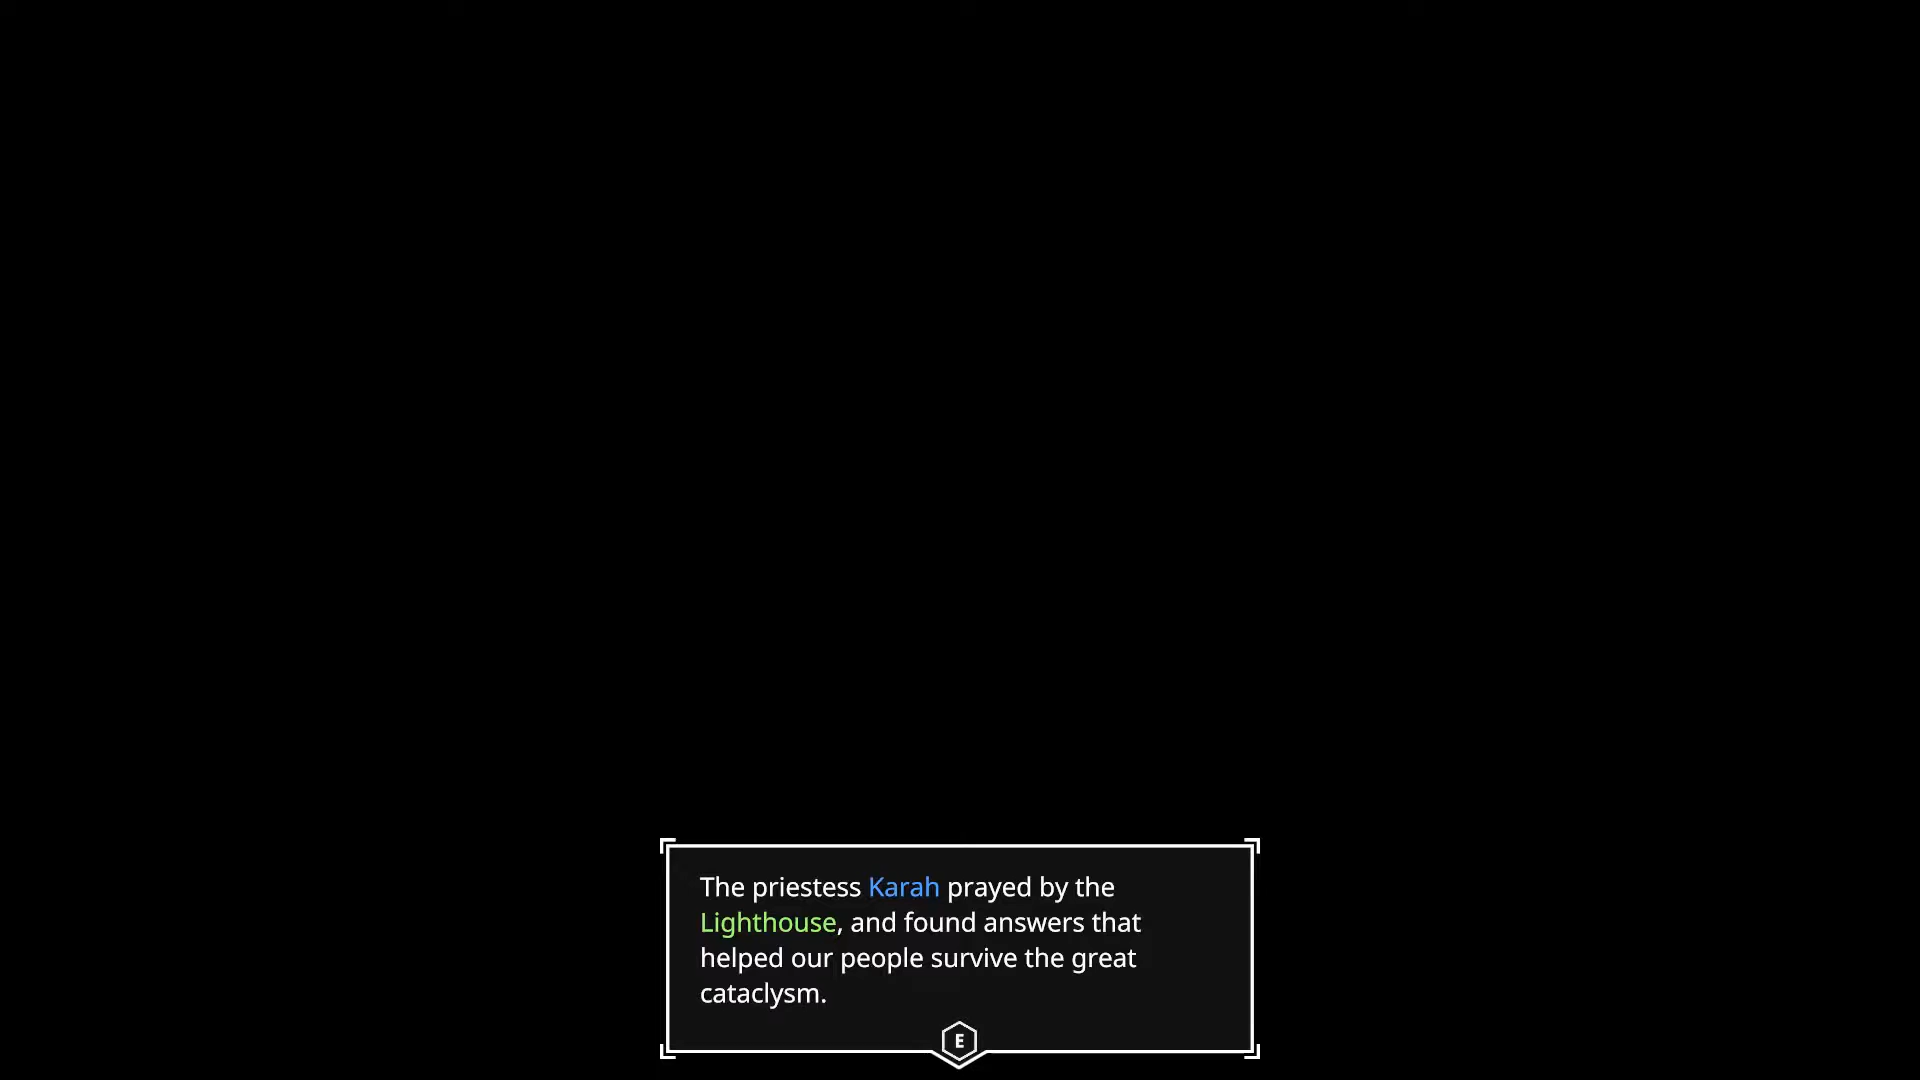 The priestess Karah prayed by the
Lighthouse, and found answers that
helped our people survive the great
cataclysm.
E